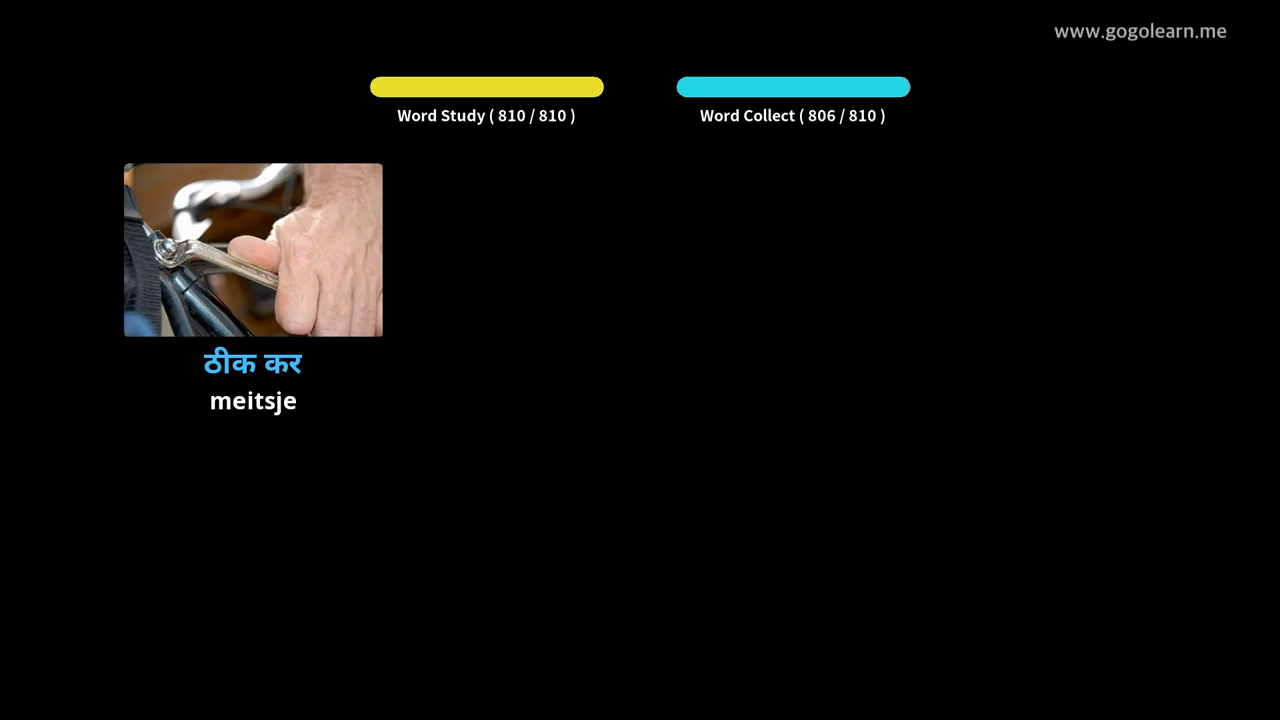 www.gogolearn.me
Word Study ( 810 / 810 )
Word Collect ( 806 / 810 )
ठीक कर
meitsje